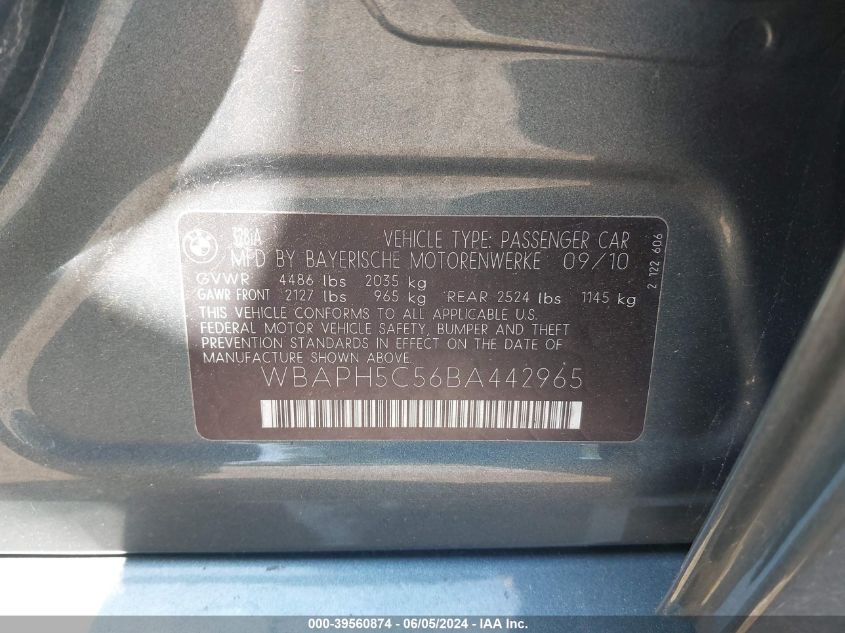 328iA VEHICLE TYPE: PASSENGER CAR
MFD BY BAYERISCHE MOTORENWERKE 09/10
GVWR 4486 lbs 2035 kg
GAWR FRONT 2127 lbs 965 kg REAR 2524 lbs 1145 kg
THIS VEHICLE CONFORMS TO ALL APPLICABLE U.S.
FEDERAL MOTOR VEHICLE SAFETY, BUMPER AND THEFT
PREVENTION STANDARDS IN EFFECT ON THE DATE OF
MANUFACTURE SHOWN ABOVE.
WBAPH5C56BA442965
2 122 606
000-39560874 - 06/05/2024 - IAA Inc.